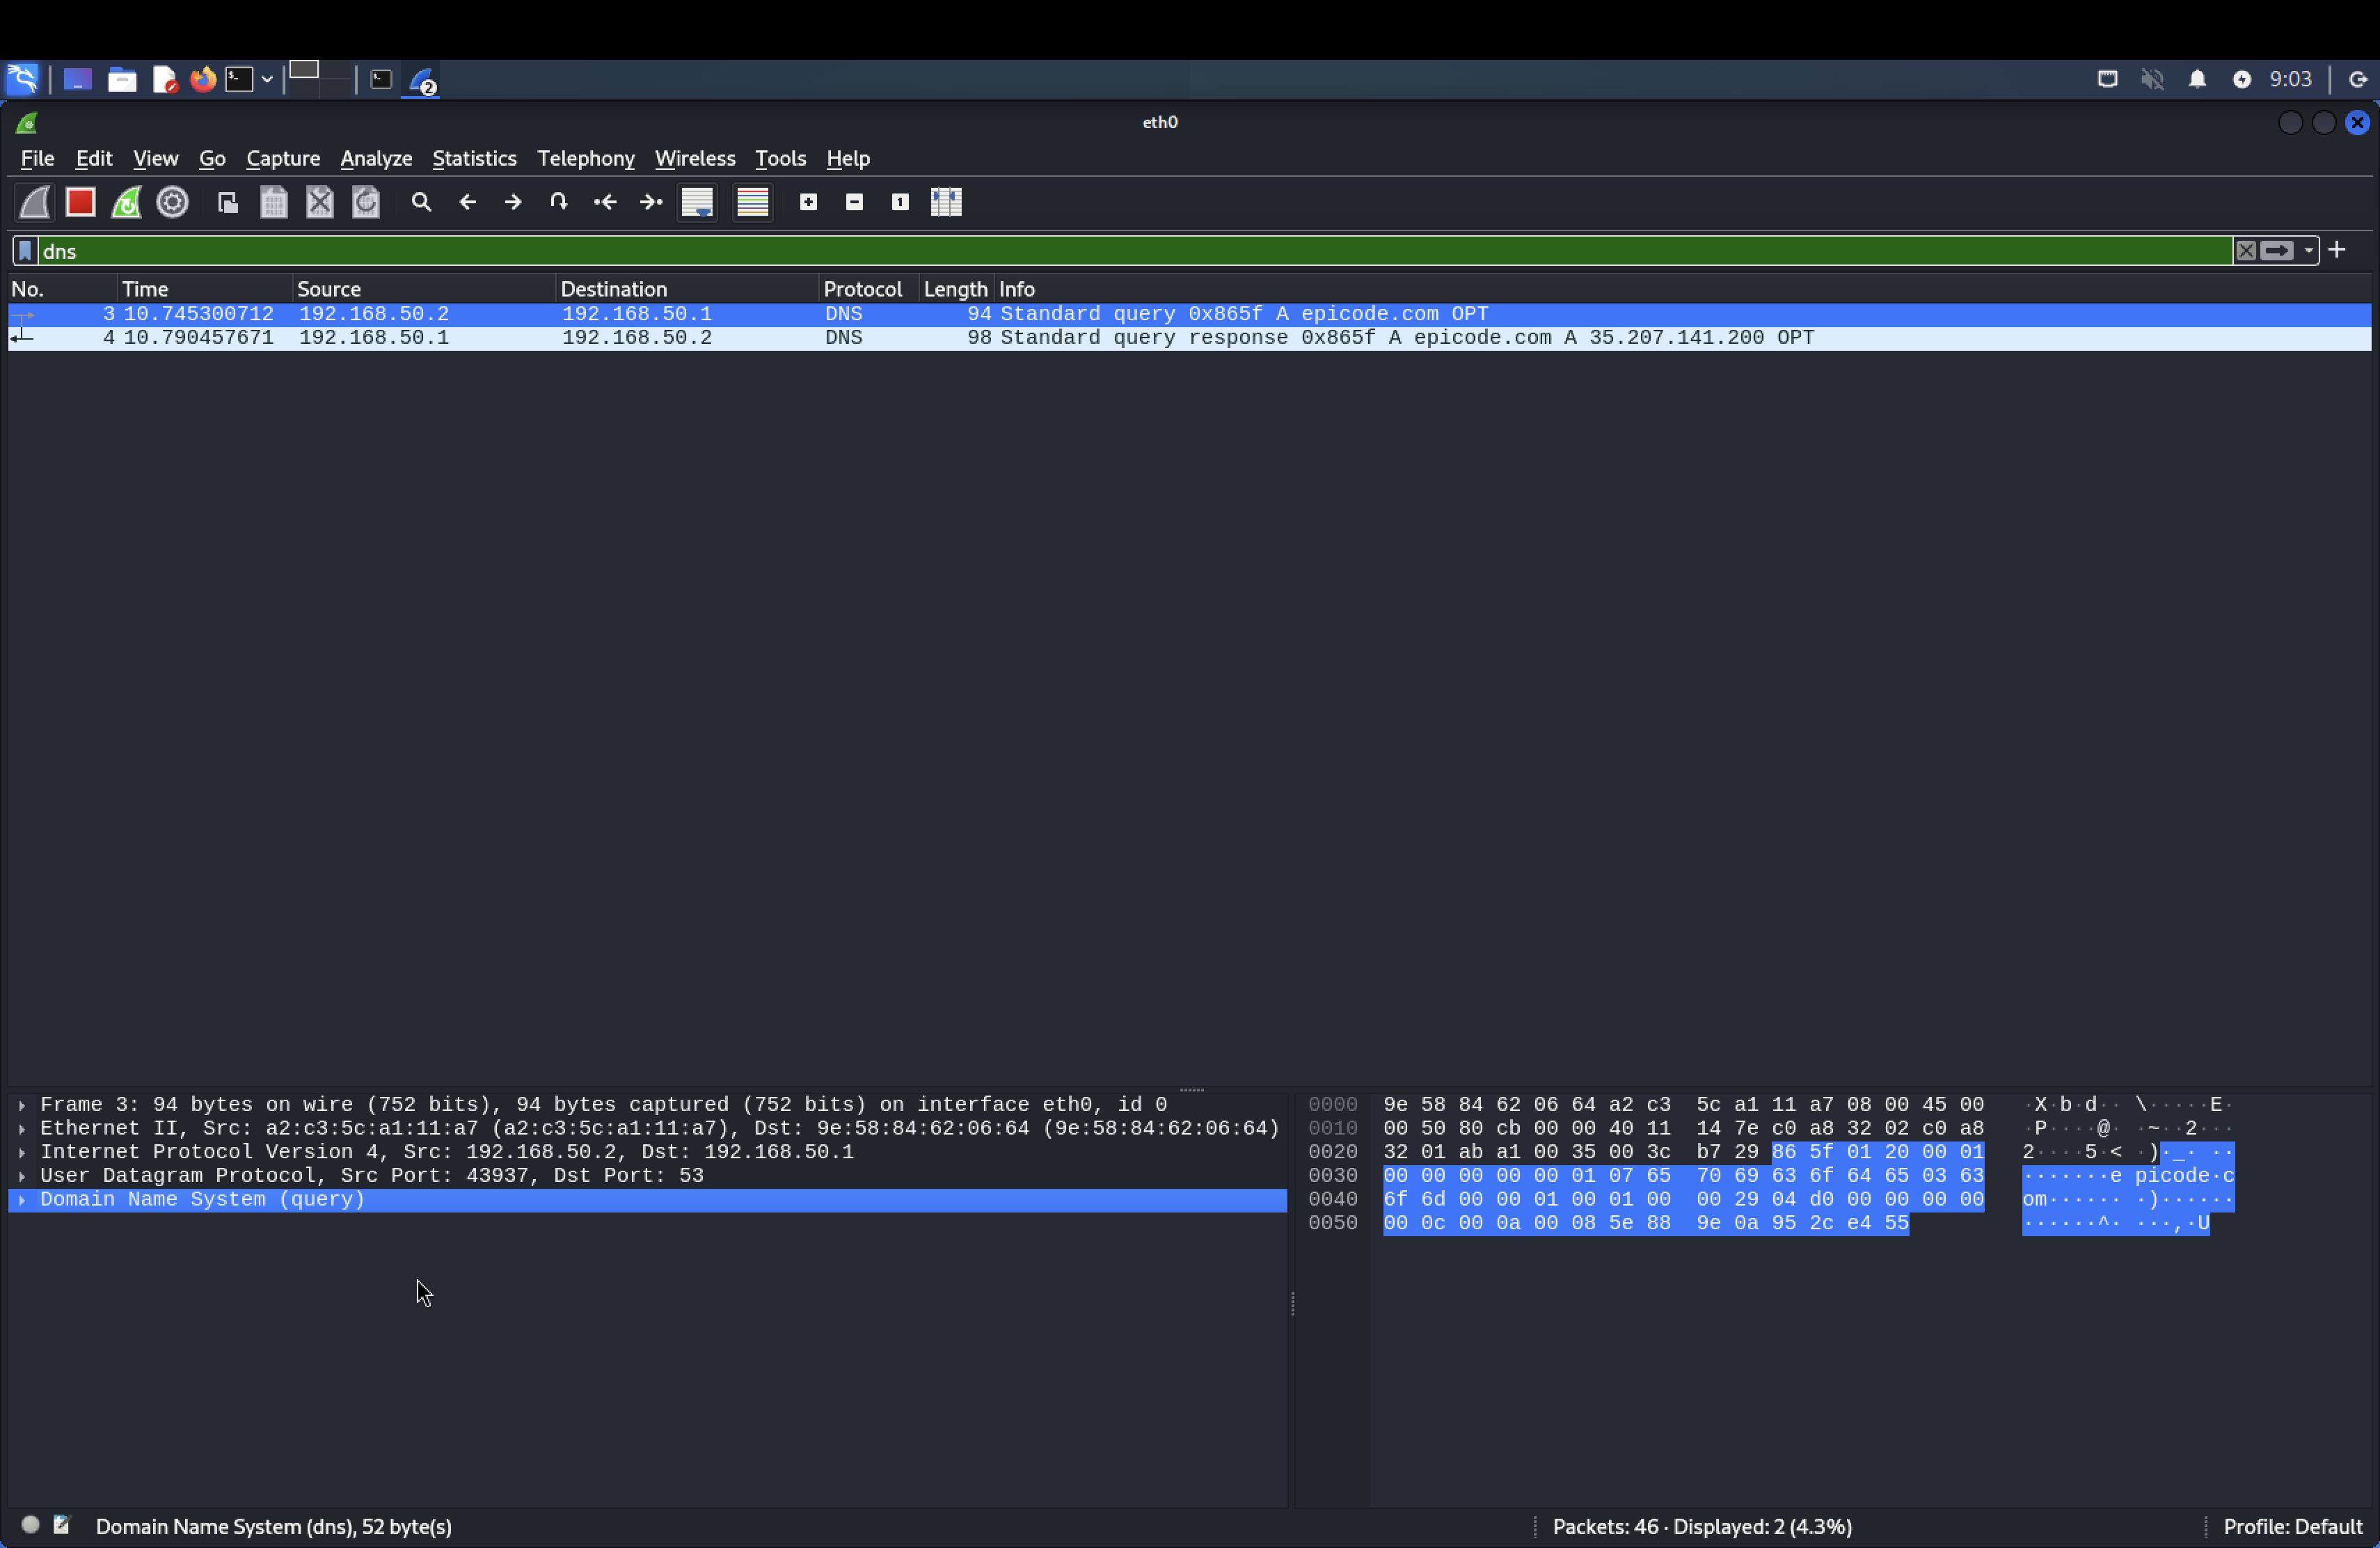 9:03
eth0
File Edit View Go Capture Analyze Statistics Telephony Wireless Tools Help
dns
No. Time Source Destination Protocol Length Info
3 10.745300712 192.168.50.2 192.168.50.1 DNS 94 Standard query 0x865f A epicode.com OPT
4 10.790457671 192.168.50.1 192.168.50.2 DNS 98 Standard query response 0x865f A epicode.com A 35.207.141.200 OPT
Frame 3: 94 bytes on wire (752 bits), 94 bytes captured (752 bits) on interface eth0, id 0
Ethernet II, Src: a2:c3:5c:a1:11:a7 (a2:c3:5c:a1:11:a7), Dst: 9e:58:84:62:06:64 (9e:58:84:62:06:64)
Internet Protocol Version 4, Src: 192.168.50.2, Dst: 192.168.50.1
User Datagram Protocol, Src Port: 43937, Dst Port: 53
Domain Name System (query)
0000 9e 58 84 62 06 64 a2 c3 5c a1 11 a7 08 00 45 00 ·X·b·d·· \·····E·
0010 00 50 80 cb 00 00 40 11 14 7e c0 a8 32 02 c0 a8 ·P····@· ·~··2···
0020 32 01 ab a1 00 35 00 3c b7 29 86 5f 01 20 00 01 2····5·< ·)·_· ··
0030 00 00 00 00 00 01 07 65 70 69 63 6f 64 65 03 63 ·······e picode·c
0040 6f 6d 00 00 01 00 01 00 00 29 04 d0 00 00 00 00 om······ ·)······
0050 00 0c 00 0a 00 08 5e 88 9e 0a 95 2c e4 55 ······^· ···,·U
Domain Name System (dns), 52 byte(s)
Packets: 46 · Displayed: 2 (4.3%)
Profile: Default